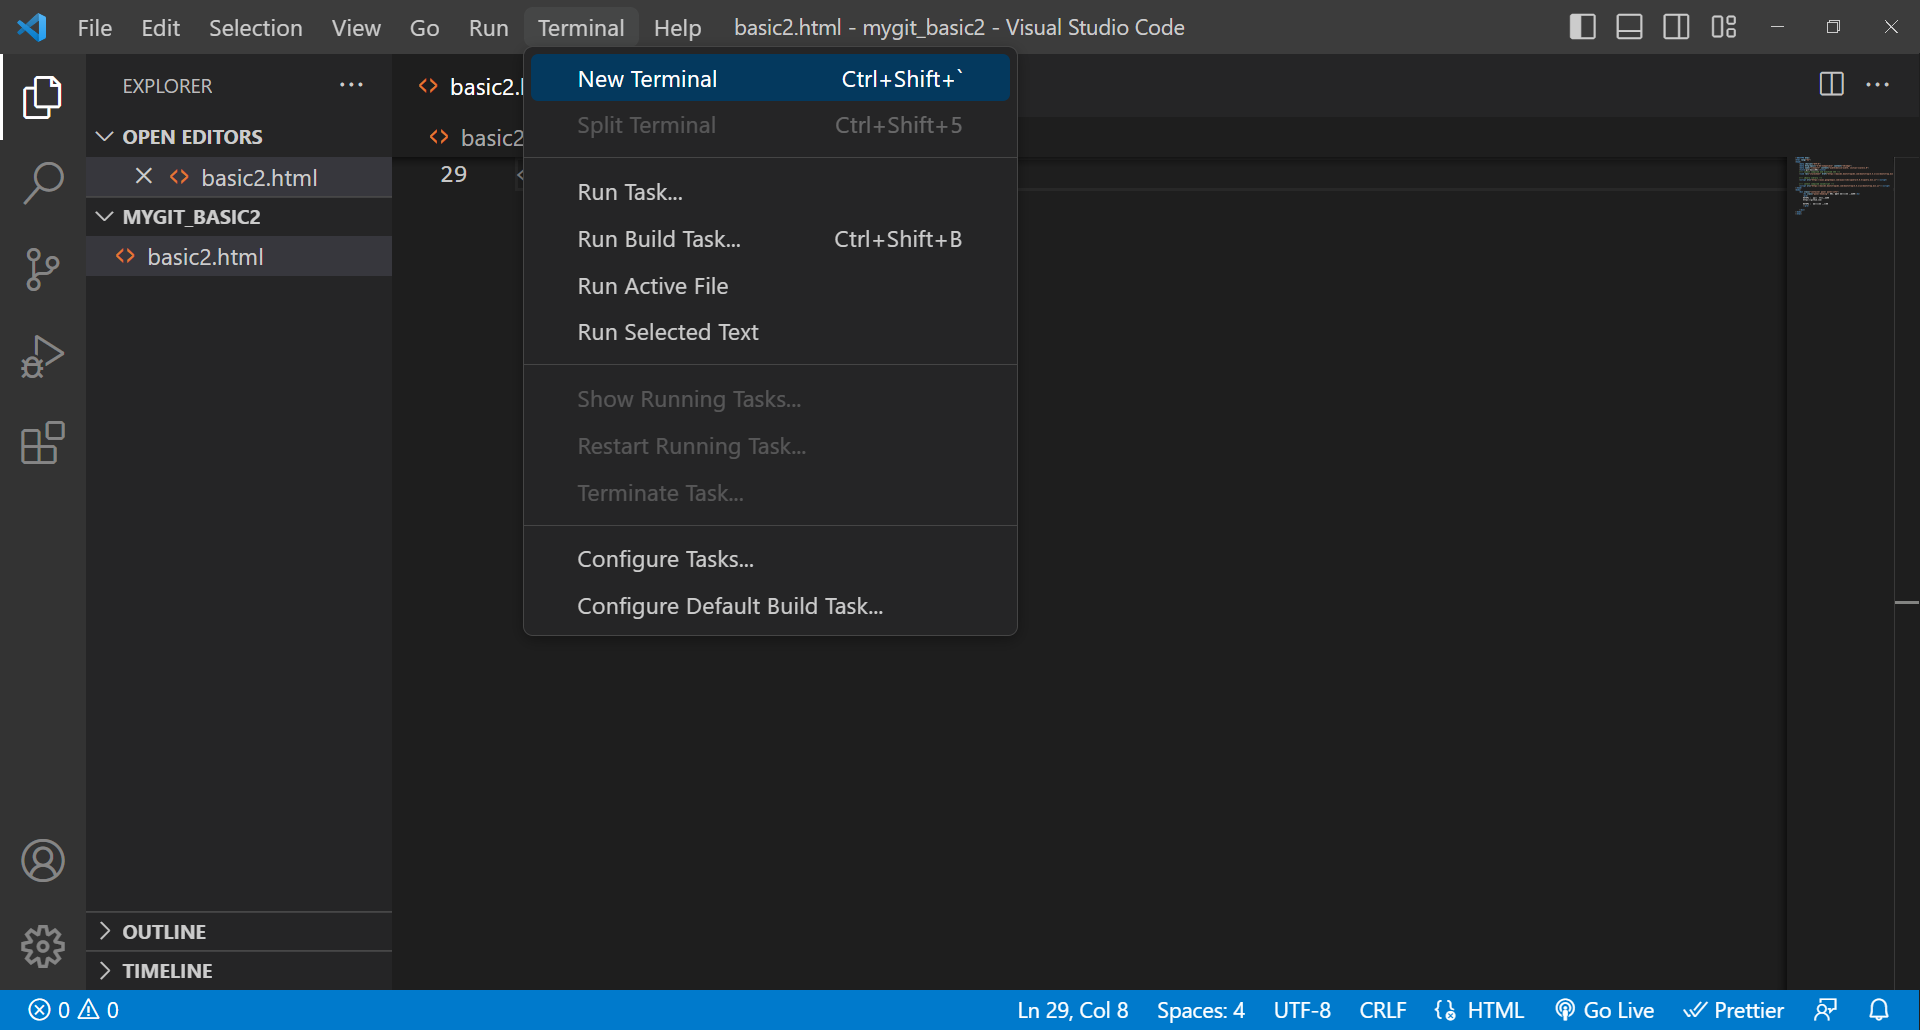 File Edit Selection View Go Run Terminal Help basic2.html - mygit_basic2 - Visual Studio Code
EXPLORER
OPEN EDITORS
basic2.html
MYGIT_BASIC2
basic2.html
OUTLINE
TIMELINE
basic2.
basic2
29 <
New Terminal Ctrl+Shift+`
Split Terminal Ctrl+Shift+5
Run Task...
Run Build Task... Ctrl+Shift+B
Run Active File
Run Selected Text
Show Running Tasks...
Restart Running Task...
Terminate Task...
Configure Tasks...
Configure Default Build Task...
0 0 Ln 29, Col 8 Spaces: 4 UTF-8 CRLF HTML Go Live Prettier